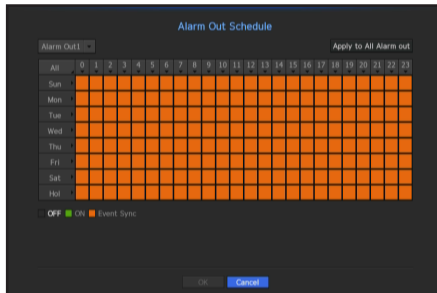 Alarm Out Schedule
Alarm Out1 Apply to All Alarm out
All 0 1 2 3 4 5 6 7 8 9 10 11 12 13 14 15 16 17 18 19 20 21 22 23
Sun
Mon
Tue
Wed
Thu
Fri
Sat
Hol
OFF ON Event Sync
OK Cancel